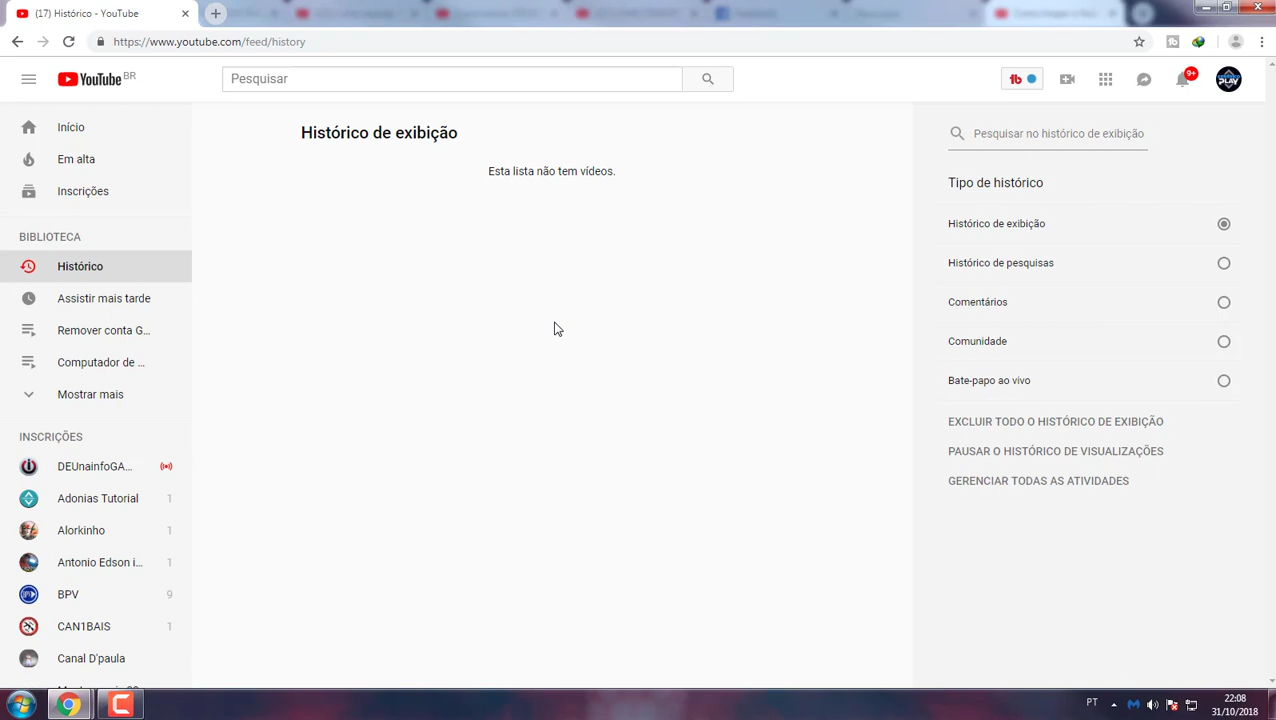 (17) Histórico - YouTube
https://www.youtube.com/feed/history
YouTube BR
Pesquisar
tb
9+
PLAY
Início
Em alta
Inscrições
BIBLIOTECA
Histórico
Assistir mais tarde
Remover conta G...
Computador de ...
Mostrar mais
INSCRIÇÕES
DEUnainfoGA...
Adonias Tutorial 1
Alorkinho 1
Antonio Edson i... 1
BPV 9
CAN1BAIS 1
Canal D'paula
Histórico de exibição
Esta lista não tem vídeos.
Pesquisar no histórico de exibição
Tipo de histórico
Histórico de exibição
Histórico de pesquisas
Comentários
Comunidade
Bate-papo ao vivo
EXCLUIR TODO O HISTÓRICO DE EXIBIÇÃO
PAUSAR O HISTÓRICO DE VISUALIZAÇÕES
GERENCIAR TODAS AS ATIVIDADES
PT
22:08
31/10/2018